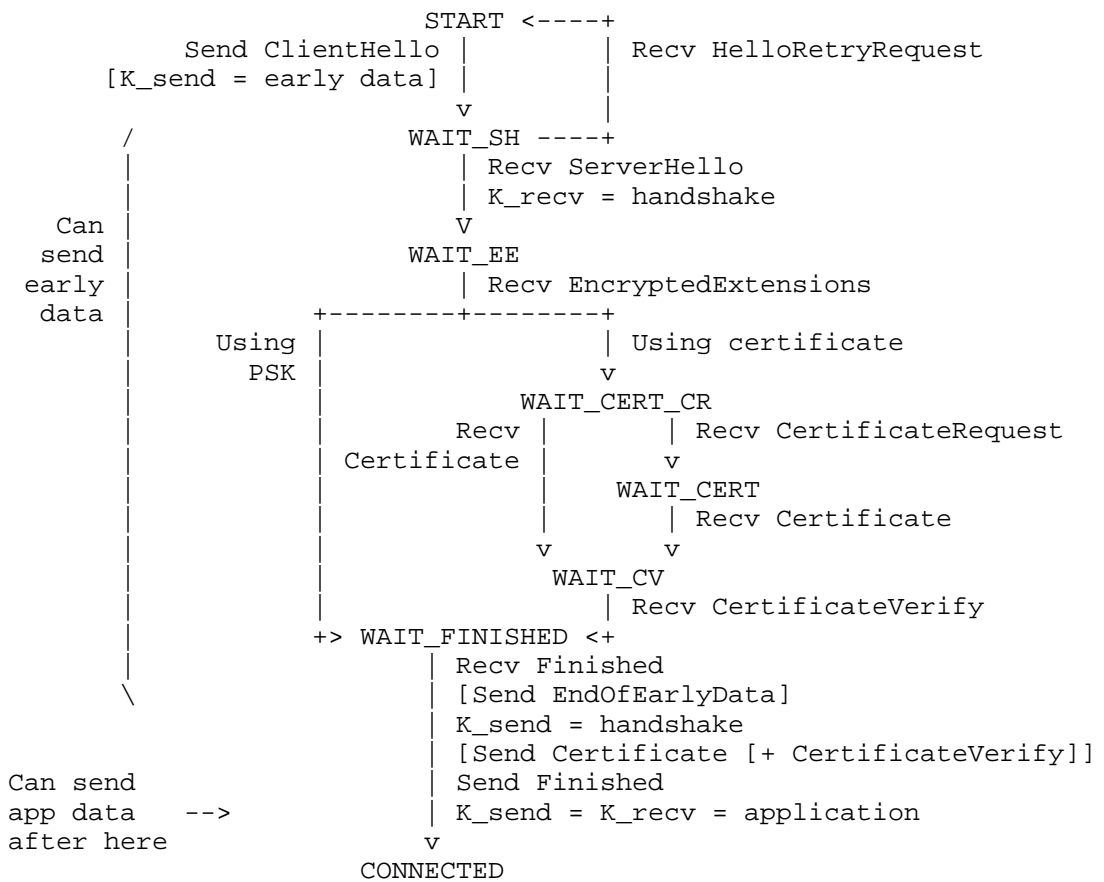 START <----+
Send ClientHello | | Recv HelloRetryRequest
[K_send = early data] | |
v |
/ WAIT_SH ----+
| | Recv ServerHello
| | K_recv = handshake
Can | V
send | WAIT_EE
early | | Recv EncryptedExtensions
data | +--------+--------+
| Using | | Using certificate
| PSK | v
| | WAIT_CERT_CR
| | Recv | | Recv CertificateRequest
| | Certificate | v
| | | WAIT_CERT
| | | | Recv Certificate
| | v v
| | WAIT_CV
| | | Recv CertificateVerify
| +> WAIT_FINISHED <+
| | Recv Finished
\ | [Send EndOfEarlyData]
| K_send = handshake
| [Send Certificate [+ CertificateVerify]]
Can send | Send Finished
app data --> | K_send = K_recv = application
after here v
CONNECTED